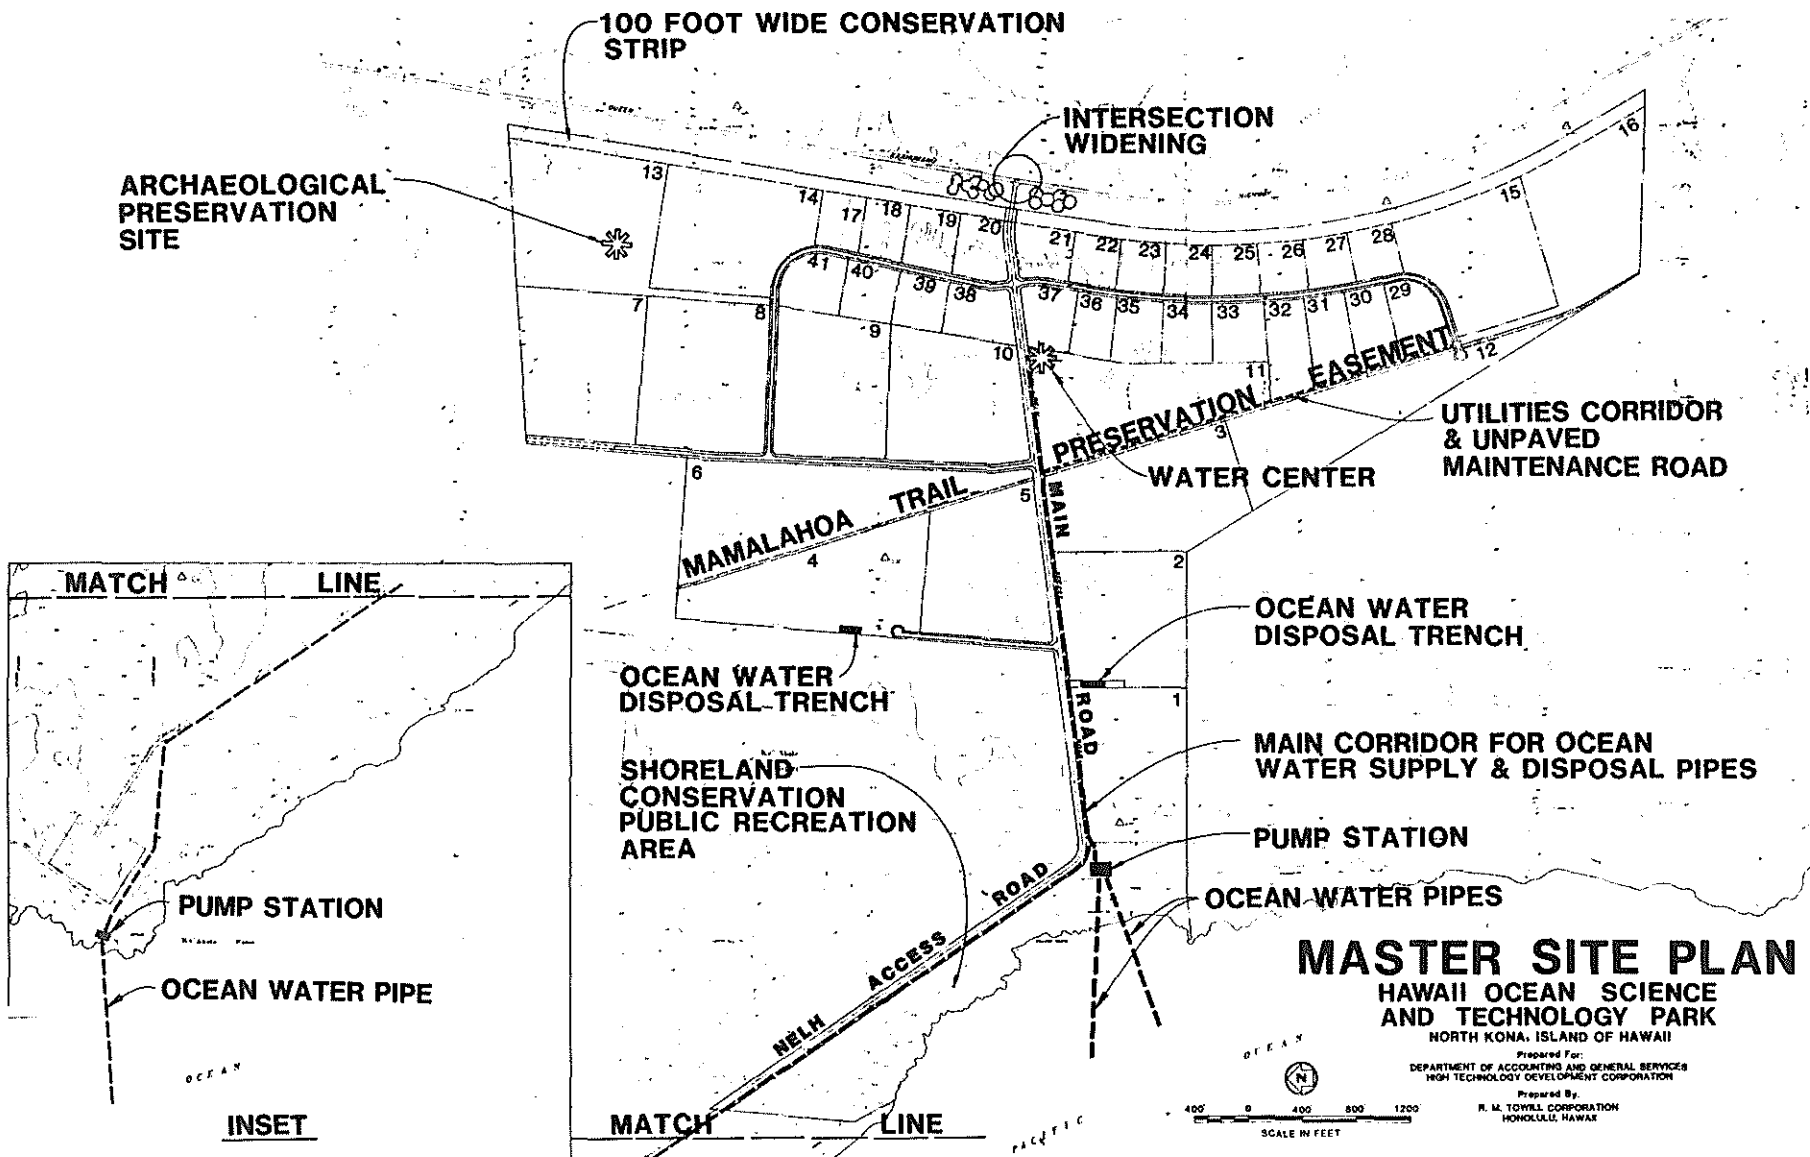 100 FOOT WIDE CONSERVATION
STRIP
QUEEN
INTERSECTION
WIDENING
KAAHUMANU
HIGHWAY
ARCHAEOLOGICAL
PRESERVATION
SITE
13
14
17
18
19
20
21
22
23
24
25
26
27
28
15
16
41
40
39
38
37
36
35
34
33
32
31
30
29
7
8
9
10
11
12
PRESERVATION EASEMENT
UTILITIES CORRIDOR
& UNPAVED
MAINTENANCE ROAD
WATER CENTER
3
6
5
MAMALAHOA TRAIL
4
MAIN
ROAD
2
1
OCEAN WATER
DISPOSAL TRENCH
OCEAN WATER
DISPOSAL TRENCH
SHORELAND
CONSERVATION
PUBLIC RECREATION
AREA
MAIN CORRIDOR FOR OCEAN
WATER SUPPLY & DISPOSAL PIPES
PUMP STATION
OCEAN WATER PIPES
NELH ACCESS ROAD
MATCH LINE
PUMP STATION
OCEAN WATER PIPE
OCEAN
INSET
MATCH LINE
PACIFIC
OCEAN
MASTER SITE PLAN
HAWAII OCEAN SCIENCE
AND TECHNOLOGY PARK
NORTH KONA, ISLAND OF HAWAII
Prepared For:
DEPARTMENT OF ACCOUNTING AND GENERAL SERVICES
HIGH TECHNOLOGY DEVELOPMENT CORPORATION
Prepared By:
R. M. TOWILL CORPORATION
HONOLULU, HAWAII
N
400' 0 400 800 1200
SCALE IN FEET